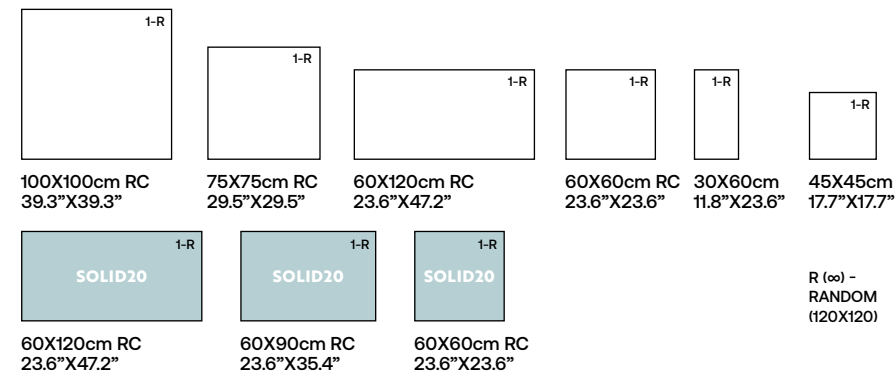 1-R
100X100cm RC
39.3”X39.3”
1-R
75X75cm RC
29.5”X29.5”
1-R
60X120cm RC
23.6”X47.2”
1-R
60X60cm RC
23.6”X23.6”
1-R
30X60cm
11.8”X23.6”
1-R
45X45cm
17.7”X17.7”
1-R
SOLID20
60X120cm RC
23.6”X47.2”
1-R
SOLID20
60X90cm RC
23.6”X35.4”
1-R
SOLID20
60X60cm RC
23.6”X23.6”
R (∞) -
RANDOM
(120X120)